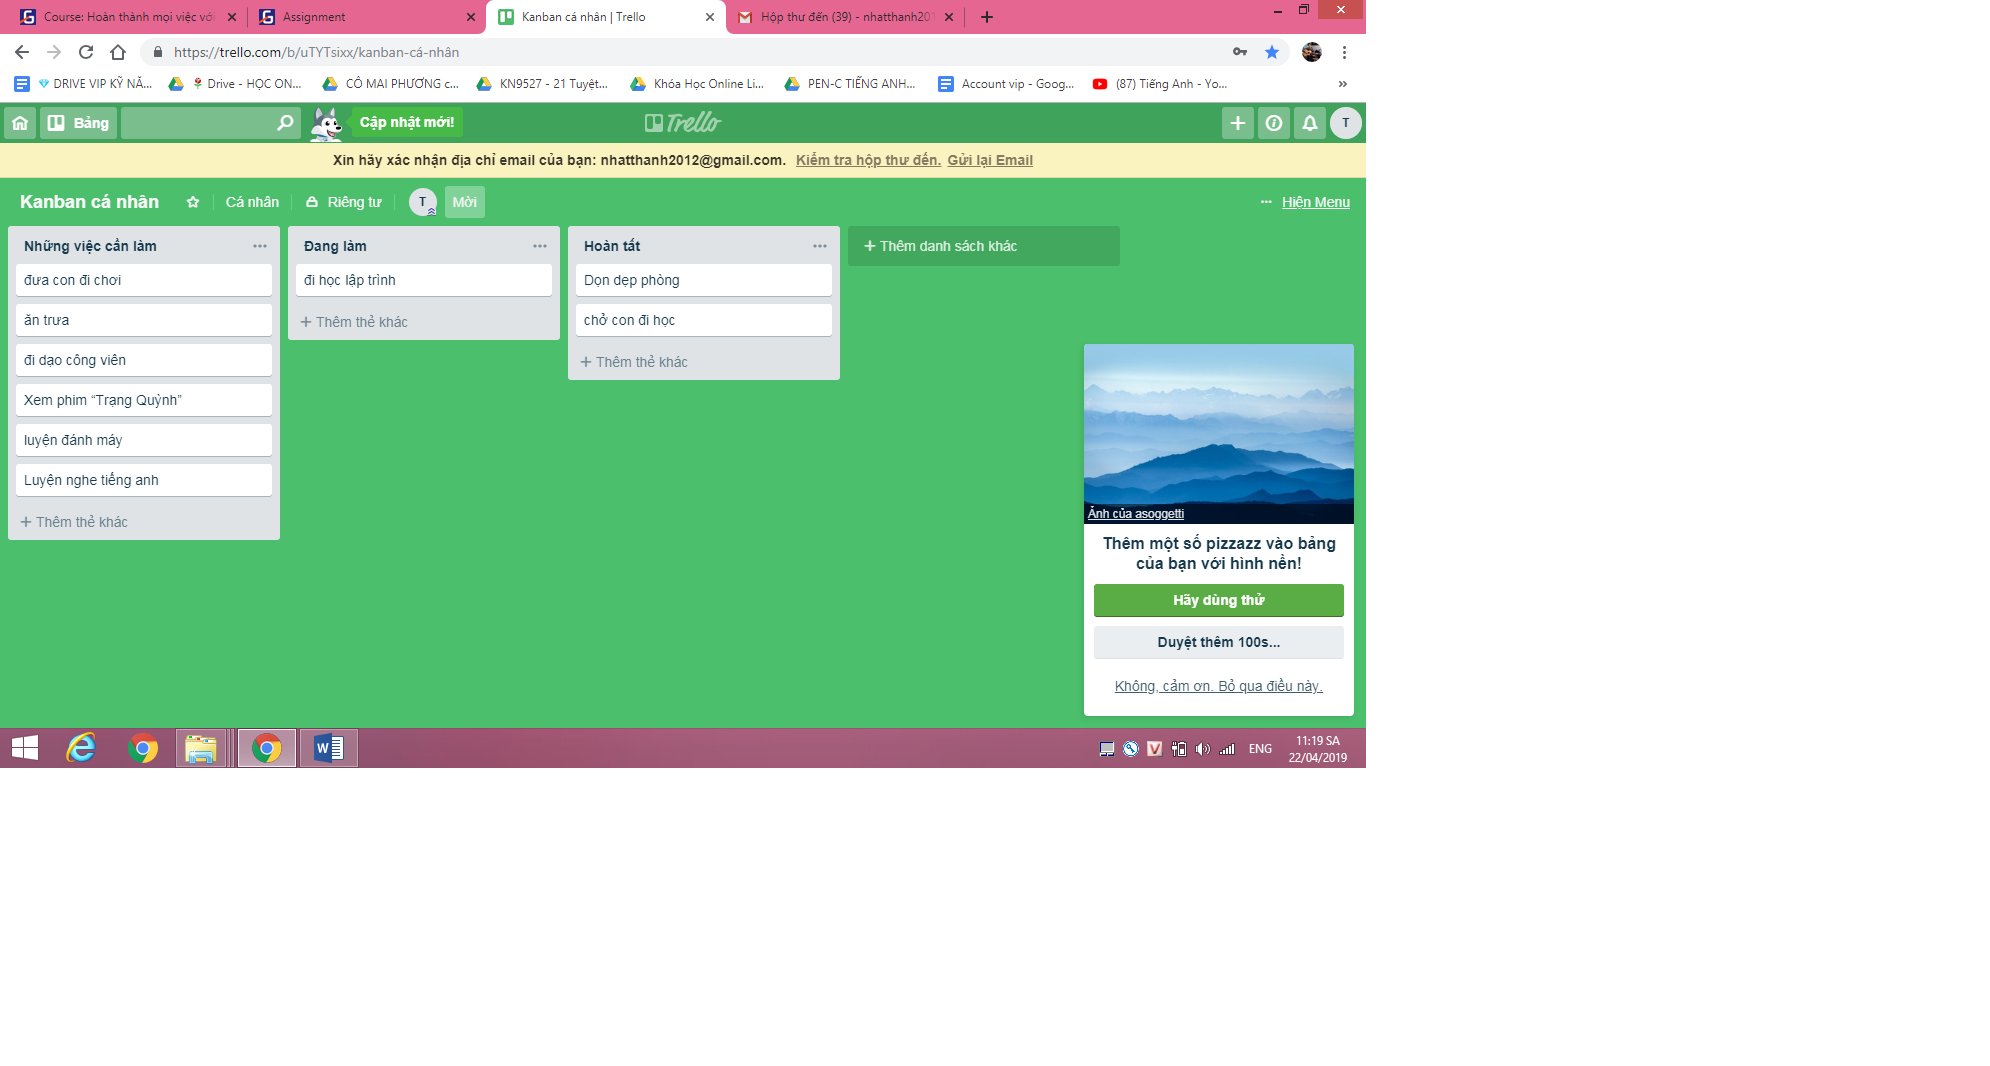 Course: Hoàn thành mọi việc với
Assignment
Kanban cá nhân | Trello
Hộp thư đến (39) - nhatthanh201
https://trello.com/b/uTYTsixx/kanban-cá-nhân
DRIVE VIP KỸ NĂ...
Drive - HỌC ON...
CÔ MAI PHƯƠNG c...
KN9527 - 21 Tuyệt...
Khóa Học Online Li...
PEN-C TIẾNG ANH...
Account vip - Goog...
(87) Tiếng Anh - Yo...
Bảng
Cập nhật mới!
Trello
T
Xin hãy xác nhận địa chỉ email của bạn: nhatthanh2012@gmail.com. Kiểm tra hộp thư đến. Gửi lại Email
Kanban cá nhân
Cá nhân
Riêng tư
T
Mời
Hiện Menu
Những việc cần làm
đưa con đi chơi
ăn trưa
đi dạo công viên
Xem phim “Trạng Quỳnh”
luyện đánh máy
Luyện nghe tiếng anh
+ Thêm thẻ khác
Đang làm
đi học lập trình
+ Thêm thẻ khác
Hoàn tất
Dọn dẹp phòng
chở con đi học
+ Thêm thẻ khác
+ Thêm danh sách khác
Ảnh của asoggetti
Thêm một số pizzazz vào bảng
của bạn với hình nền!
Hãy dùng thử
Duyệt thêm 100s...
Không, cảm ơn. Bỏ qua điều này.
ENG
11:19 SA
22/04/2019